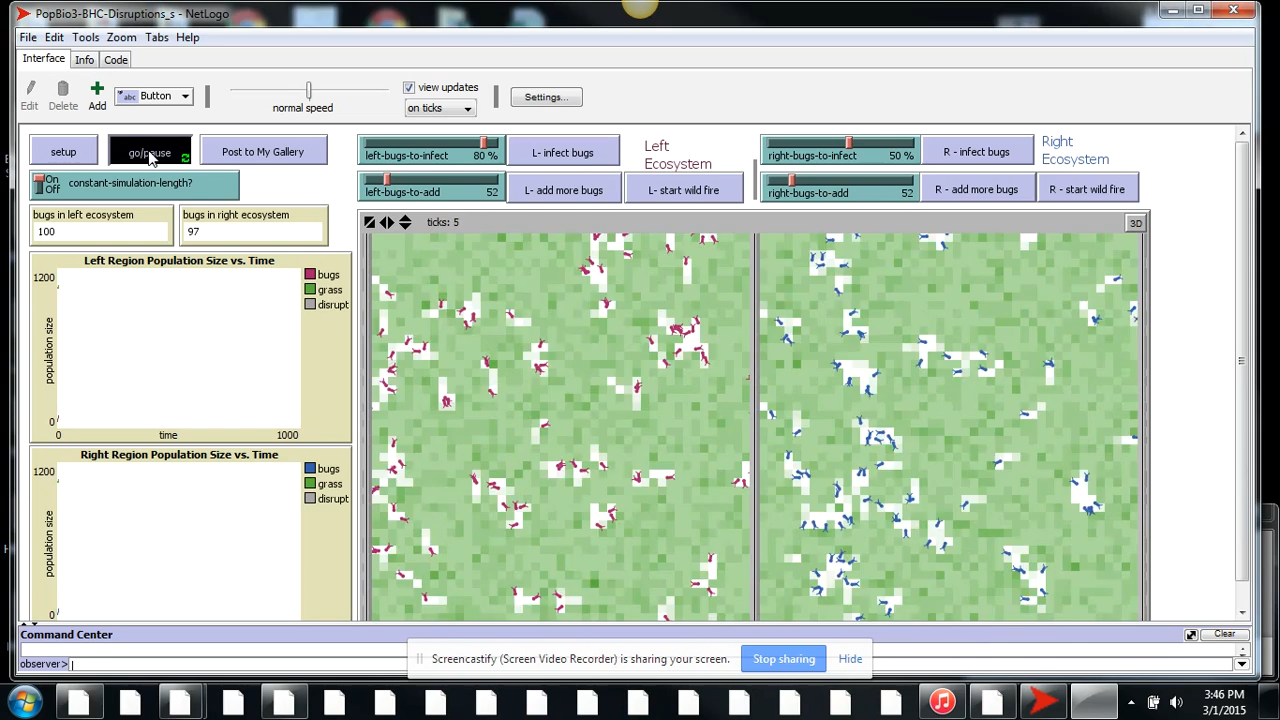 PopBio3-BHC-Disruptions_s - NetLogo
File Edit Tools Zoom Tabs Help
Interface Info Code
Edit Delete Add abc Button normal speed view updates on ticks Settings...
setup go/pause Post to My Gallery
On
Off constant-simulation-length?
bugs in left ecosystem
100
bugs in right ecosystem
97
left-bugs-to-infect 80 % L- infect bugs
Left
Ecosystem
left-bugs-to-add 52 L- add more bugs L- start wild fire
right-bugs-to-infect 50 % R - infect bugs
Right
Ecosystem
right-bugs-to-add 52 R - add more bugs R - start wild fire
ticks: 5 3D
Left Region Population Size vs. Time
1200
population size
0
0 time 1000
bugs
grass
disrupt
Right Region Population Size vs. Time
1200
population size
0
bugs
grass
disrupt
Command Center Clear
observer>
Screencastify (Screen Video Recorder) is sharing your screen. Stop sharing Hide
3:46 PM
3/1/2015